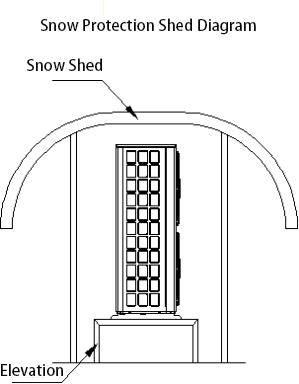 Snow Protection Shed Diagram
Snow Shed
Elevation